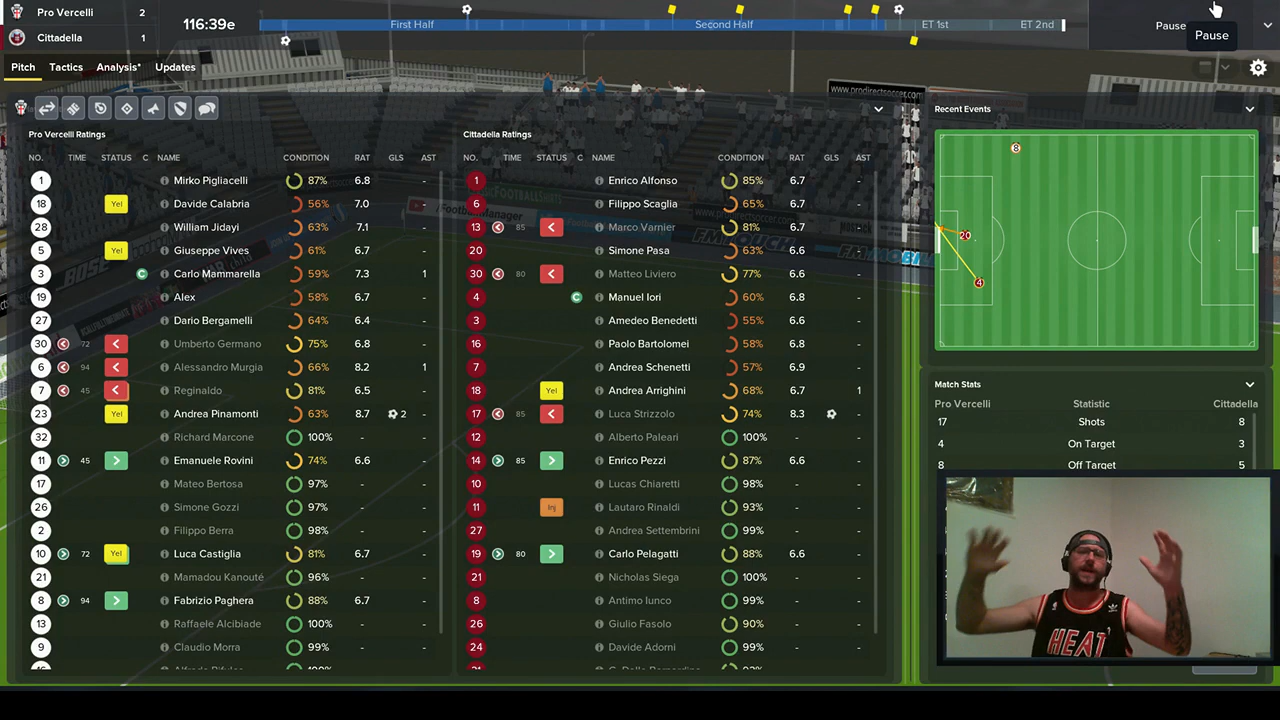 Pro Vercelli 2
Cittadella 1
116:39e
First Half Second Half ET 1st ET 2nd
Pause
Pause
Pitch Tactics Analysis* Updates
www.prodirectsoccer.com
Pro Vercelli Ratings
NO. TIME STATUS C NAME CONDITION RAT GLS AST
1 Mirko Pigliacelli 87% 6.8 - -
18 Yel Davide Calabria 56% 7.0 - -
28 William Jidayi 63% 7.1 - -
5 Yel Giuseppe Vives 61% 6.7 - -
3 C Carlo Mammarella 59% 7.3 - 1
19 Alex 58% 6.7 - -
27 Dario Bergamelli 64% 6.4 - -
30 72 Umberto Germano 75% 6.8 - -
6 94 Alessandro Murgia 66% 8.2 - 1
7 45 Reginaldo 81% 6.5 - -
23 Yel Andrea Pinamonti 63% 8.7 2 -
32 Richard Marcone 100% - - -
11 45 Emanuele Rovini 74% 6.6 - -
17 Mateo Bertosa 97% - - -
26 Simone Gozzi 97% - - -
2 Filippo Berra 98% - - -
10 72 Yel Luca Castiglia 81% 6.7 - -
21 Mamadou Kanouté 96% - - -
8 94 Fabrizio Paghera 88% 6.7 - -
13 Raffaele Alcibiade 100% - - -
9 Claudio Morra 99% - - -
Cittadella Ratings
NO. TIME STATUS C NAME CONDITION RAT GLS AST
1 Enrico Alfonso 85% 6.7 - -
6 Filippo Scaglia 65% 6.7 - -
13 85 Marco Varnier 81% 6.7 - -
20 Simone Pasa 63% 6.6 - -
30 80 Matteo Liviero 77% 6.6 - -
4 C Manuel Iori 60% 6.8 - -
3 Amedeo Benedetti 55% 6.6 - -
16 Paolo Bartolomei 58% 6.8 - -
7 Andrea Schenetti 57% 6.9 - -
18 Yel Andrea Arrighini 68% 6.7 - 1
17 85 Luca Strizzolo 74% 8.3 -
12 Alberto Paleari 100% - - -
14 85 Enrico Pezzi 87% 6.6 - -
10 Lucas Chiaretti 98% - - -
11 Inj Lautaro Rinaldi 93% - - -
27 Andrea Settembrini 99% - - -
19 80 Carlo Pelagatti 88% 6.6 - -
21 Nicholas Siega 100% - - -
8 Antimo Iunco 99% - - -
26 Giulio Fasolo 90% - - -
24 Davide Adorni 99% - - -
Recent Events
8
20
4
Match Stats
Pro Vercelli Statistic Cittadella
17 Shots 8
4 On Target 3
8 Off Target 5
HEAT